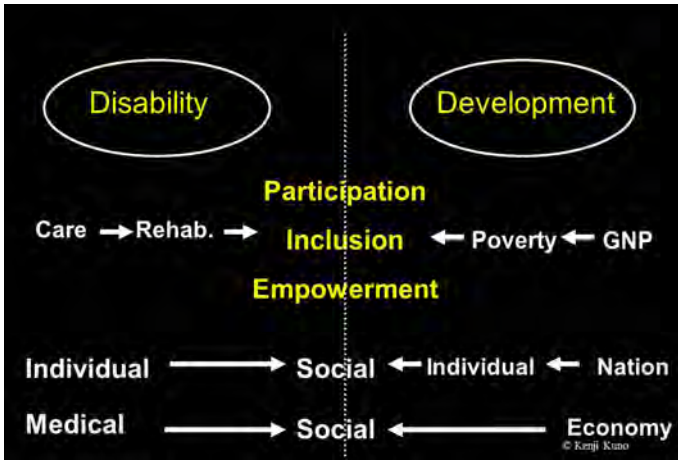 Disability Development
Participation
Care Rehab. Inclusion Poverty GNP
Empowerment
Individual Social Individual Nation
Medical Social Economy
© Kenji Kuno